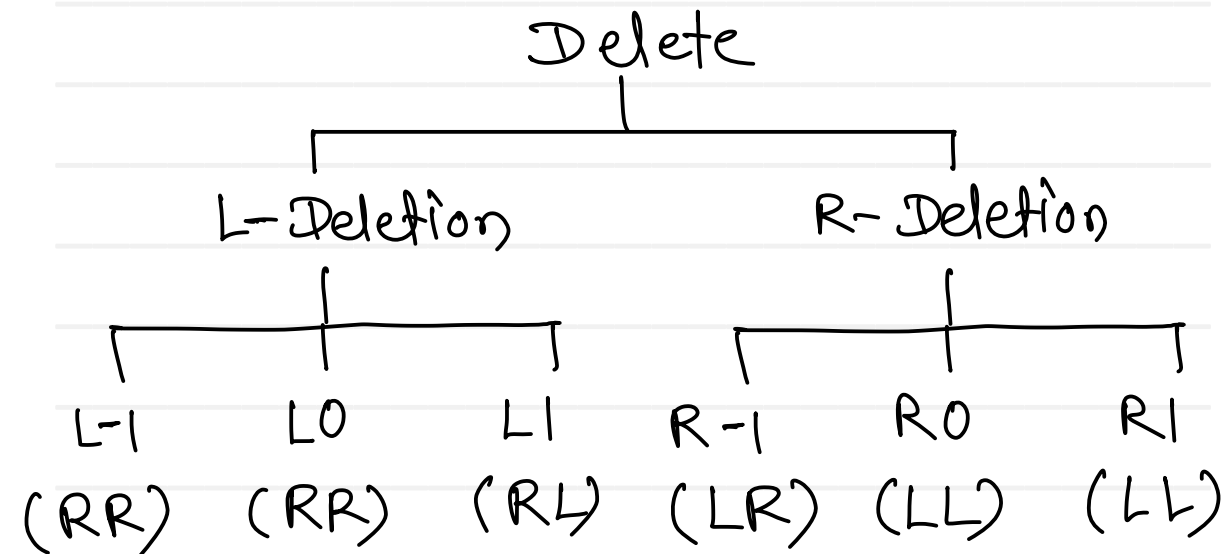 Delete
L-Deletion R-Deletion
L-1 L0 L1 R-1 R0 R1
(RR) (RR) (RL) (LR) (LL) (LL)